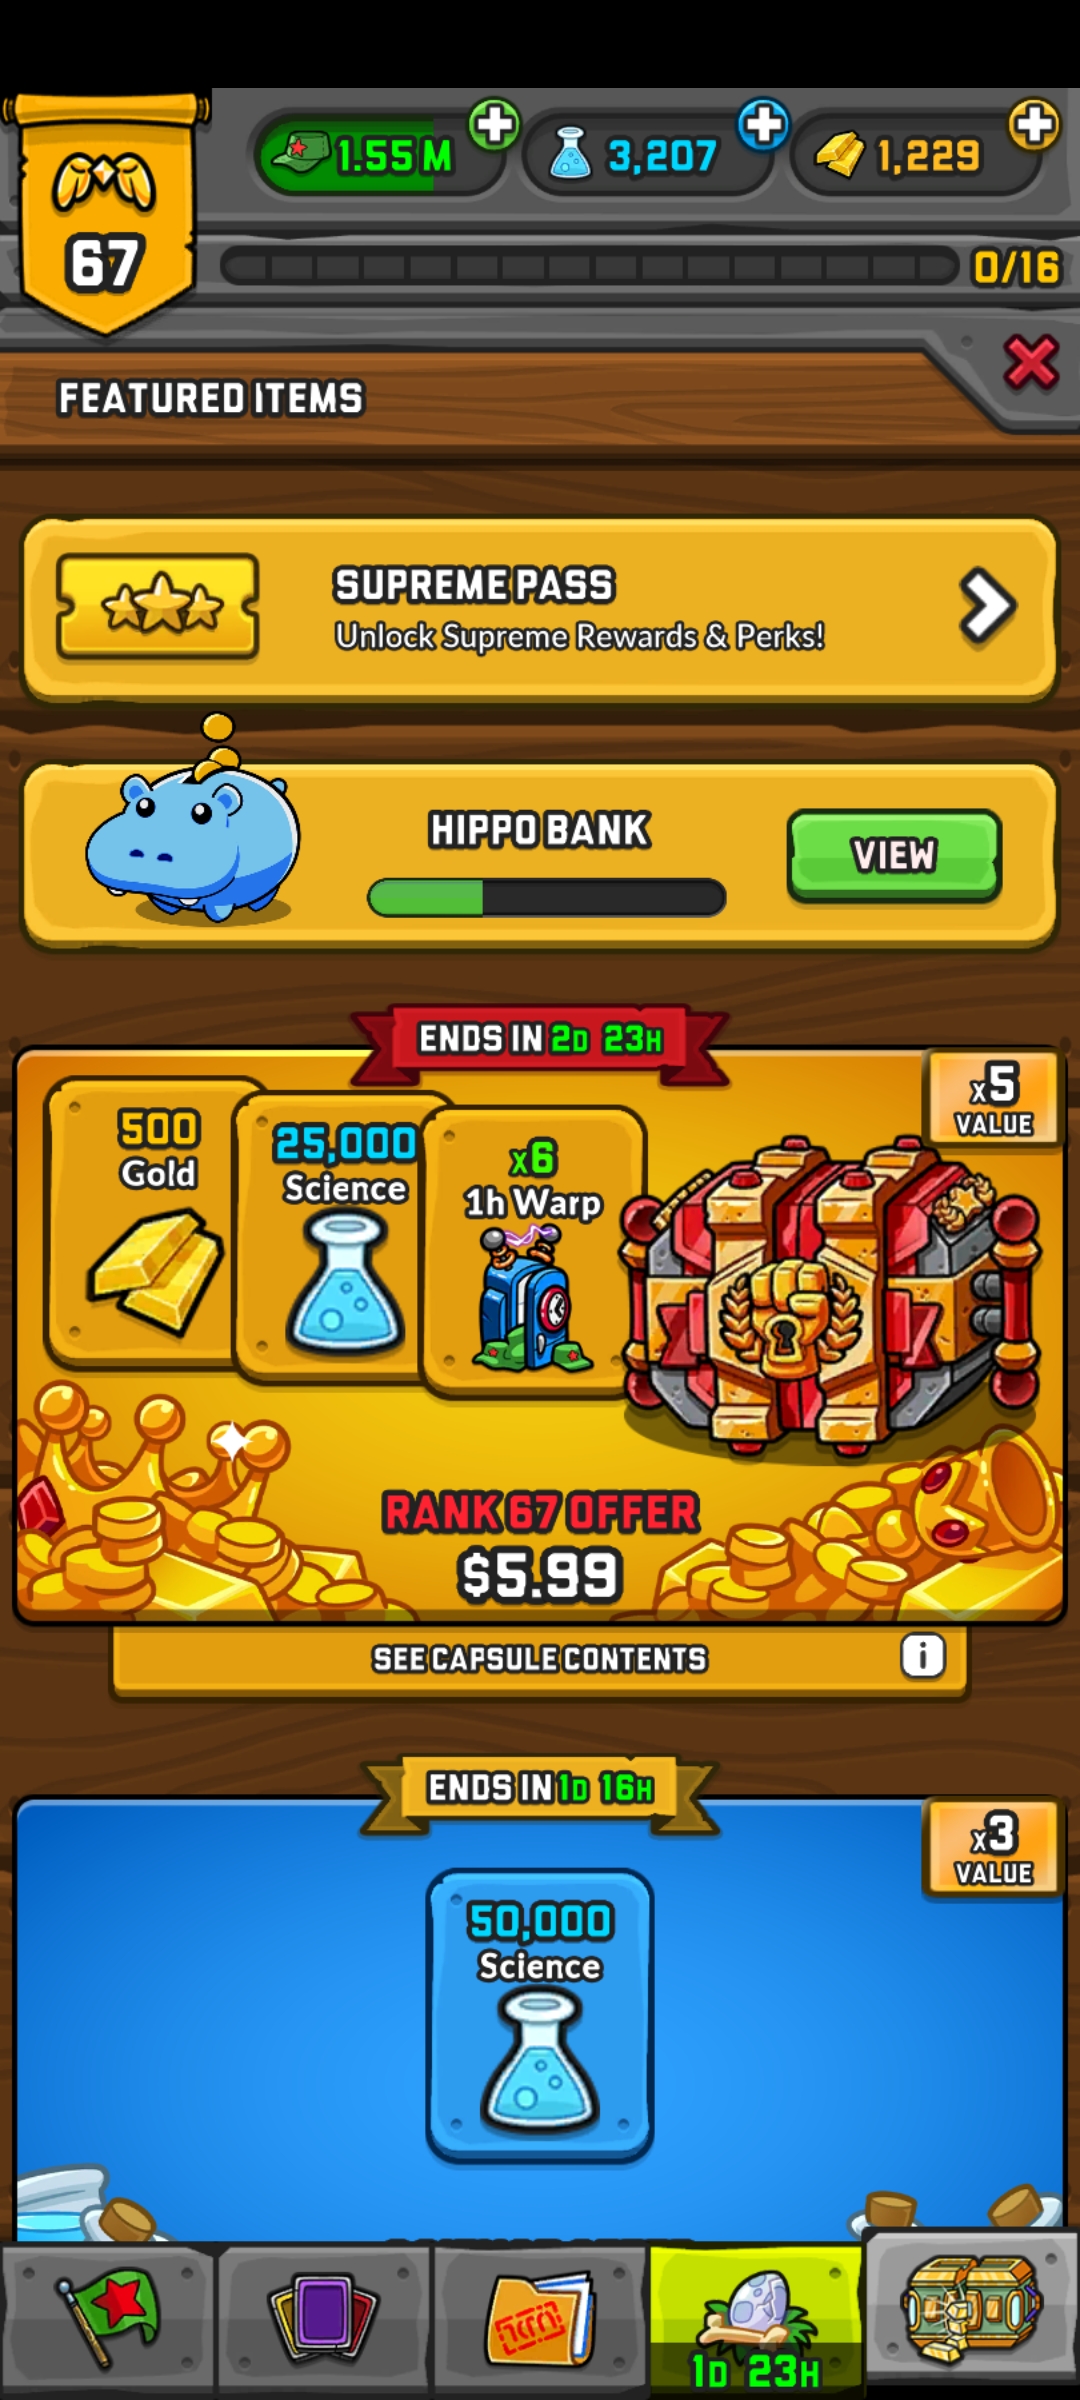 1.55 M
3,207
1,229
67
0/16
FEATURED ITEMS
SUPREME PASS
Unlock Supreme Rewards & Perks!
HIPPO BANK
VIEW
ENDS IN 2D 23H
x5
VALUE
500
Gold
25,000
Science
x6
1h Warp
RANK 67 OFFER
$5.99
SEE CAPSULE CONTENTS
i
ENDS IN 1D 16H
x3
VALUE
50,000
Science
1D 23H